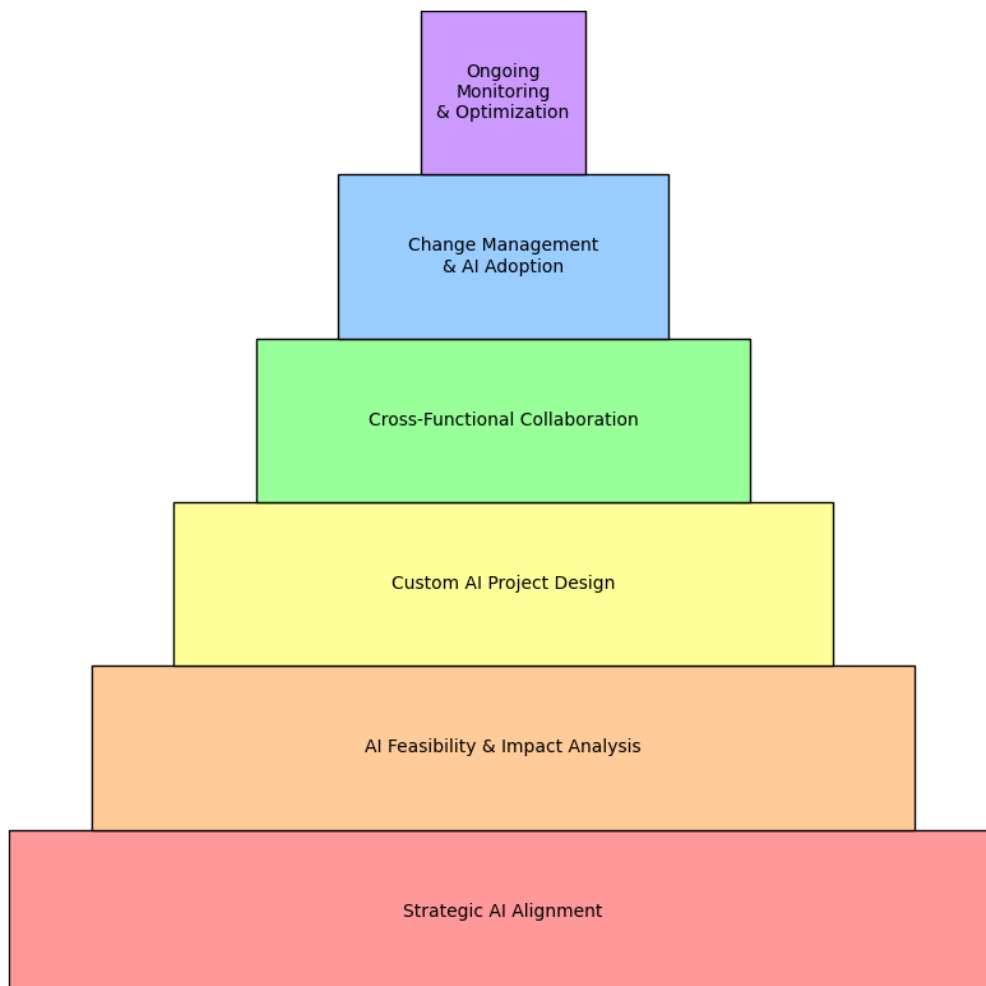 Ongoing
Monitoring
& Optimization
Change Management
& AI Adoption
Cross-Functional Collaboration
Custom AI Project Design
AI Feasibility & Impact Analysis
Strategic AI Alignment